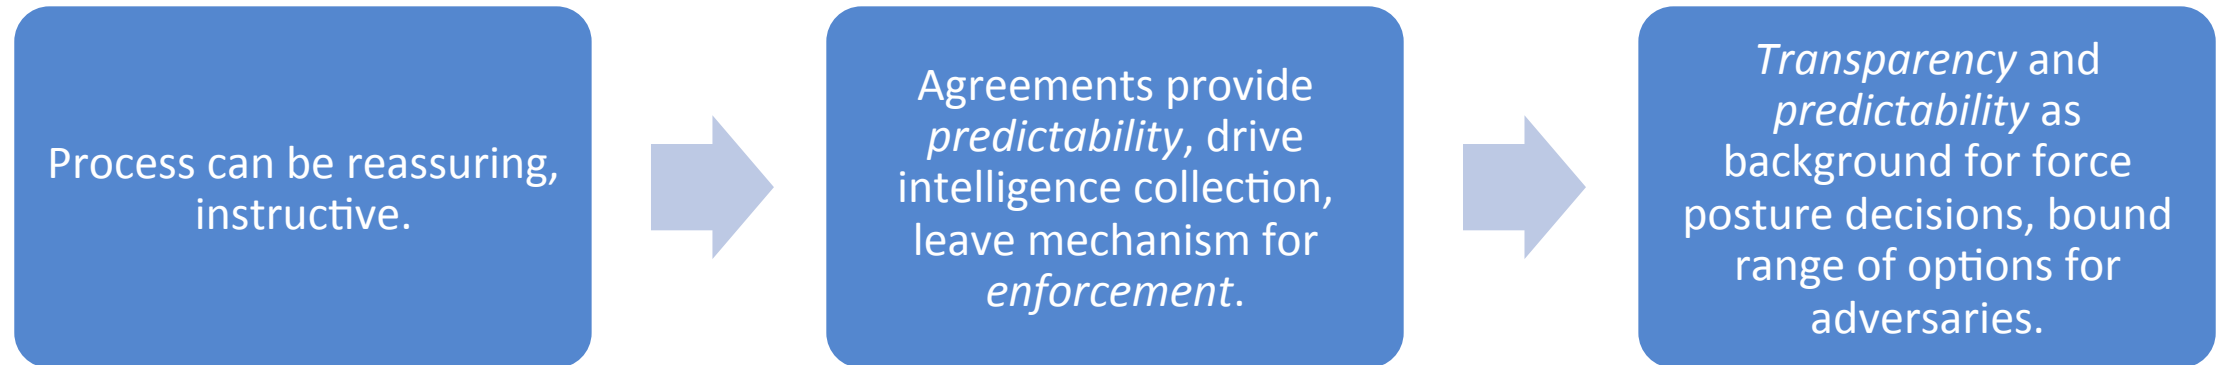 Process can be reassuring,
instructive.
Agreements provide
predictability, drive
intelligence collection,
leave mechanism for
enforcement.
Transparency and
predictability as
background for force
posture decisions, bound
range of options for
adversaries.